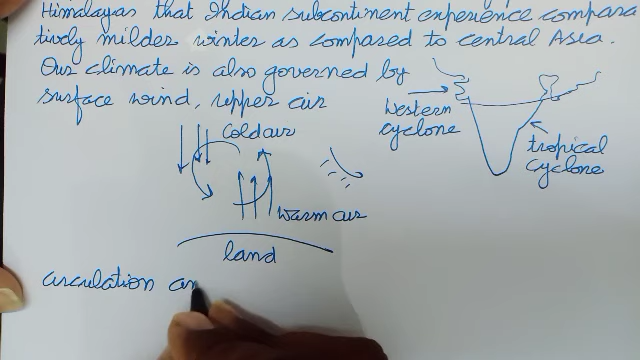 Himalayas that Indian subcontinent experience compara
tively milder winter as compared to central Asia.
Our climate is also governed by
surface wind, upper air
Western
cyclone
tropical
cyclone
Cold air
Warm air
land
circulation an